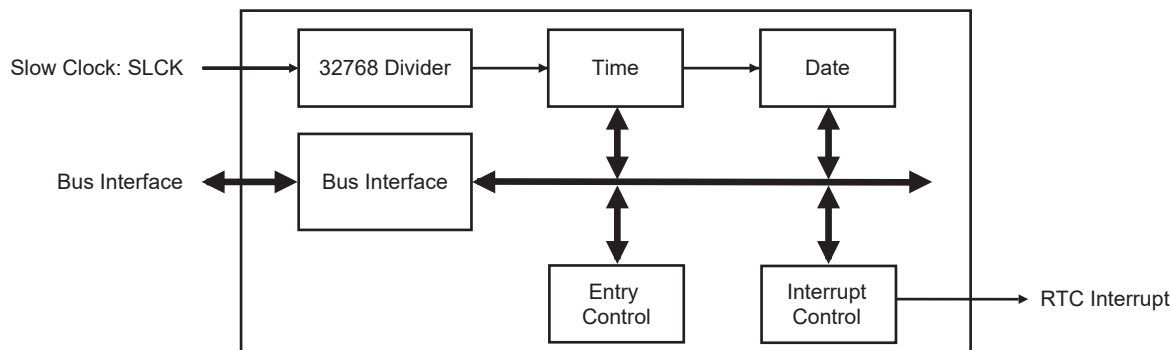 Slow Clock: SLCK
32768 Divider
Time
Date
Bus Interface
Bus Interface
Entry
Control
Interrupt
Control
RTC Interrupt